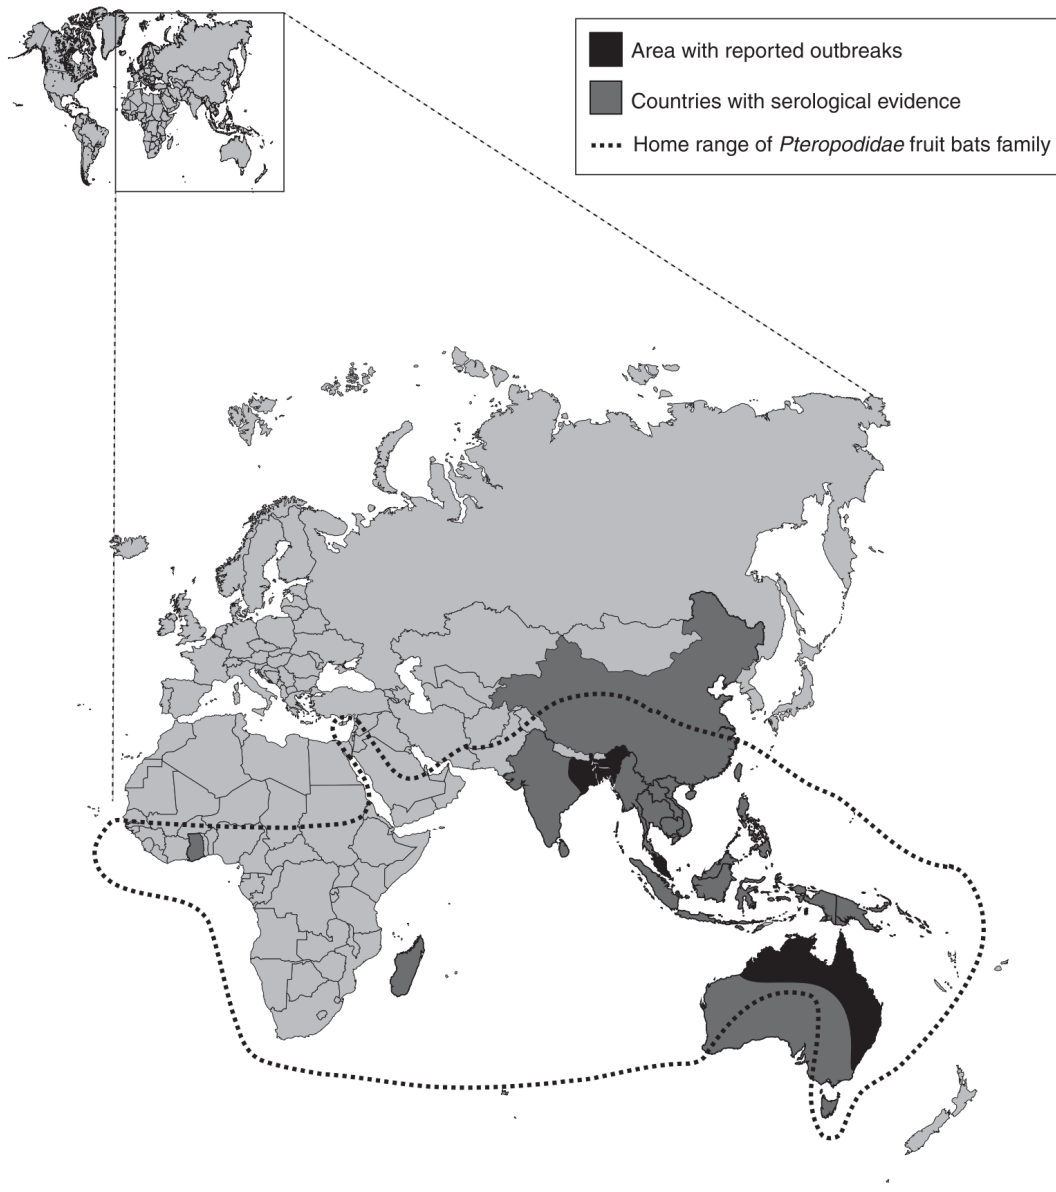 Area with reported outbreaks
Countries with serological evidence
Home range of Pteropodidae fruit bats family